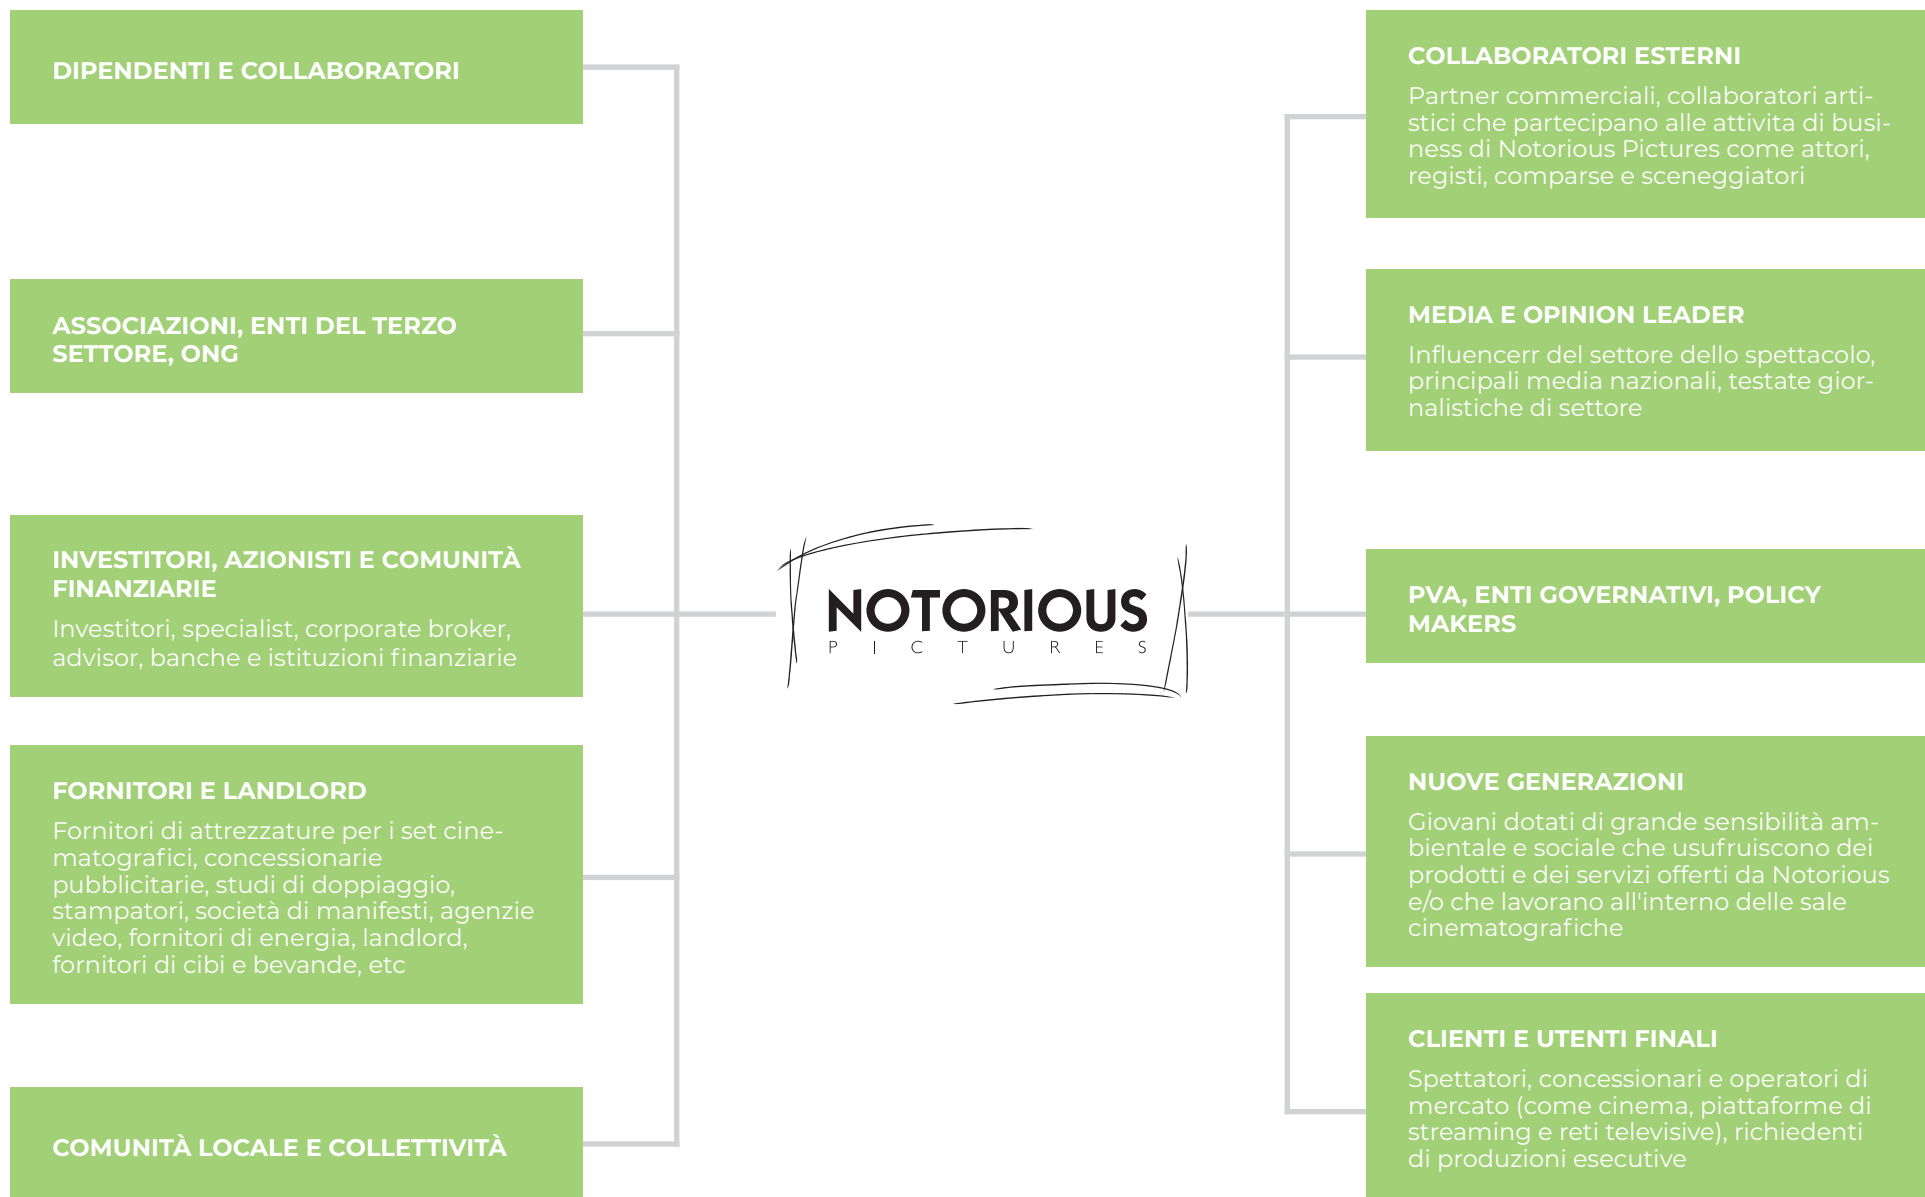 DIPENDENTI E COLLABORATORI
ASSOCIAZIONI, ENTI DEL TERZO
SETTORE, ONG
INVESTITORI, AZIONISTI E COMUNITÀ
FINANZIARIE
Investitori, specialist, corporate broker,
advisor, banche e istituzioni finanziarie
FORNITORI E LANDLORD
Fornitori di attrezzature per i set cine-
matografici, concessionarie
pubblicitarie, studi di doppiaggio,
stampatori, società di manifesti, agenzie
video, fornitori di energia, landlord,
fornitori di cibi e bevande, etc
COMUNITÀ LOCALE E COLLETTIVITÀ
NOTORIOUS
PICTURES
COLLABORATORI ESTERNI
Partner commerciali, collaboratori arti-
stici che partecipano alle attivita di busi-
ness di Notorious Pictures come attori,
registi, comparse e sceneggiatori
MEDIA E OPINION LEADER
Influencerr del settore dello spettacolo,
principali media nazionali, testate gior-
nalistiche di settore
PVA, ENTI GOVERNATIVI, POLICY
MAKERS
NUOVE GENERAZIONI
Giovani dotati di grande sensibilità am-
bientale e sociale che usufruiscono dei
prodotti e dei servizi offerti da Notorious
e/o che lavorano all'interno delle sale
cinematografiche
CLIENTI E UTENTI FINALI
Spettatori, concessionari e operatori di
mercato (come cinema, piattaforme di
streaming e reti televisive), richiedenti
di produzioni esecutive